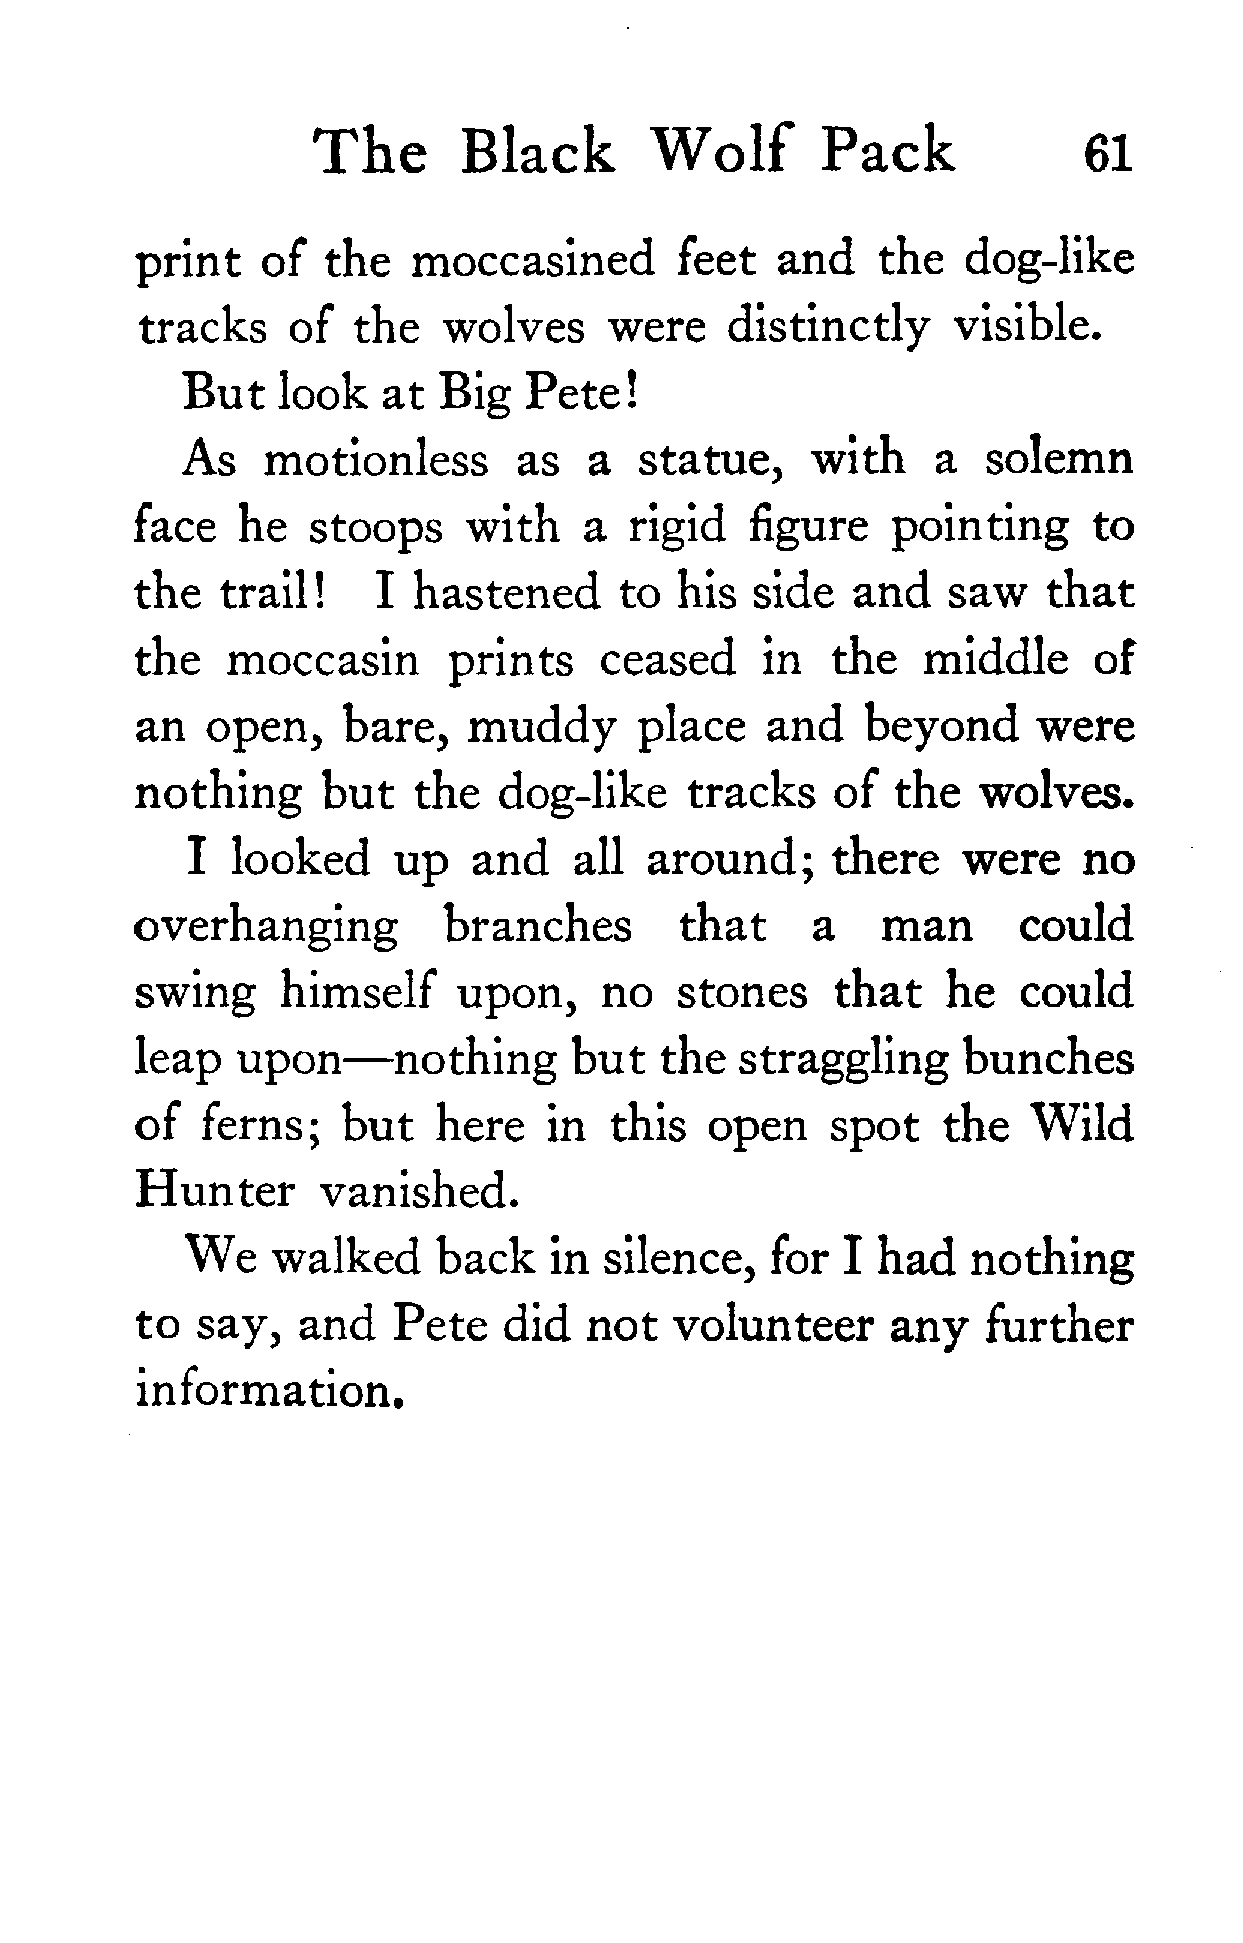 The Black Wolf Pack 61
print of the moccasined feet and the dog-like
tracks of the wolves were distinctly visible.
But look at Big Pete!
As motionless as a statue, with a solemn
face he stoops with a rigid figure pointing to
the trail! I hastened to his side and saw that
the moccasin prints ceased in the middle of
an open, bare, muddy place and beyond were
nothing but the dog-like tracks of the wolves.
I looked up and all around; there were no
overhanging branches that a man could
swing himself upon, no stones that he could
leap upon—nothing but the straggling bunches
of ferns; but here in this open spot the Wild
Hunter vanished.
We walked back in silence, for I had nothing
to say, and Pete did not volunteer any further
information.